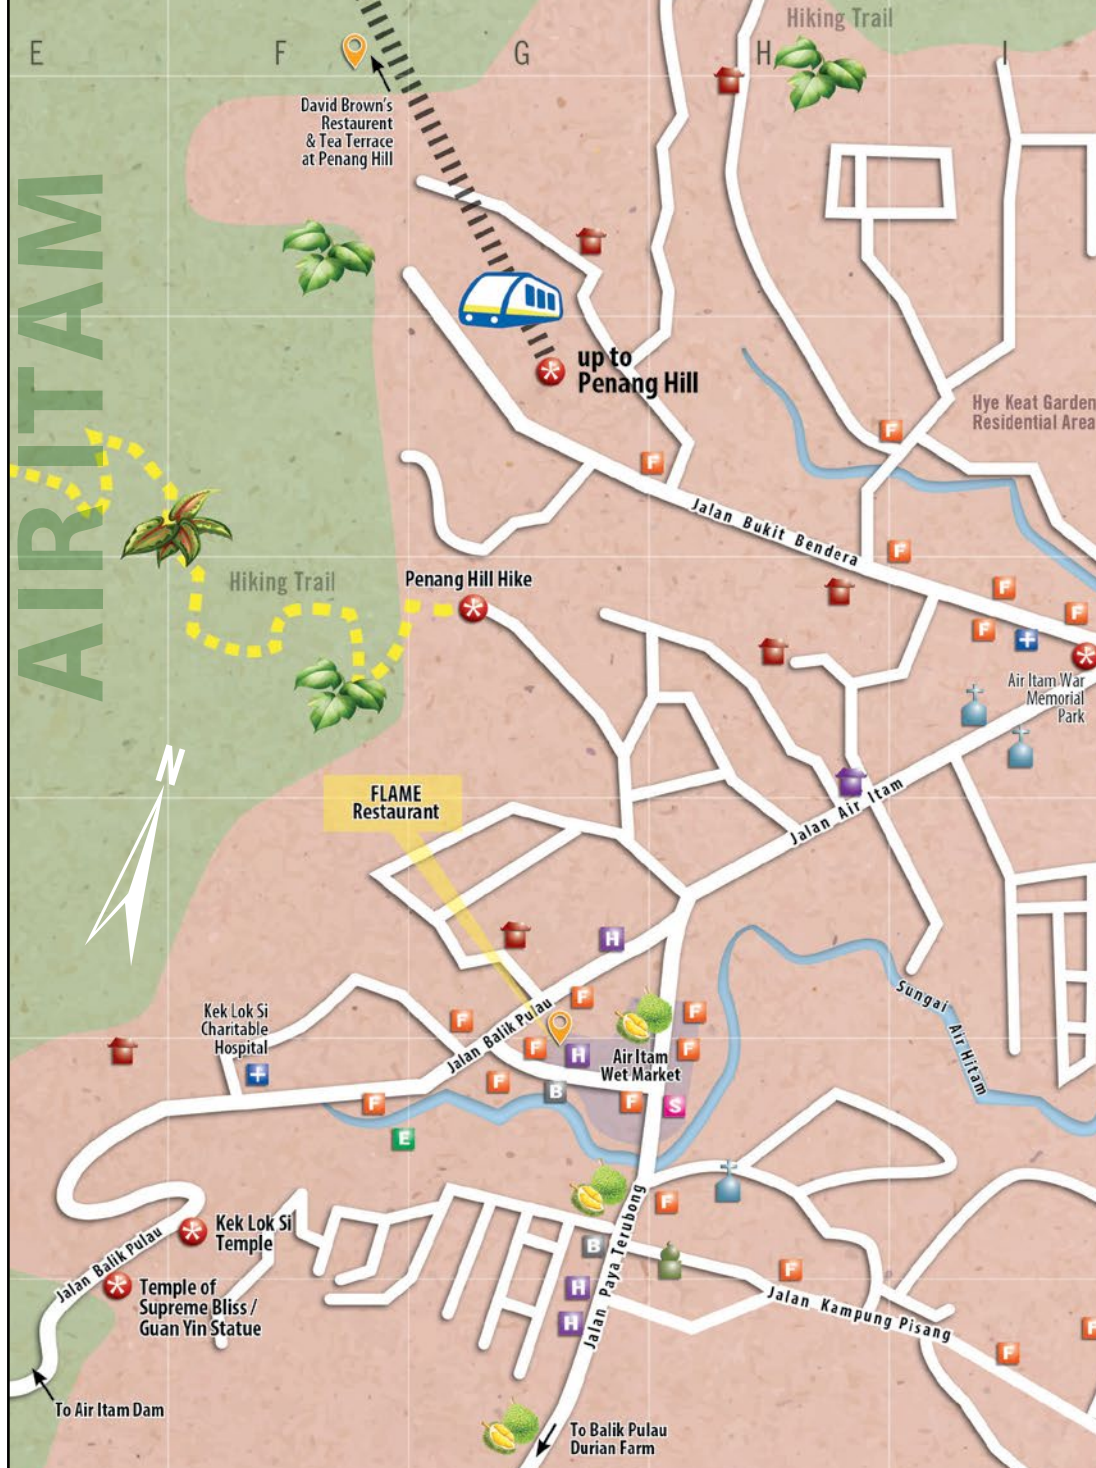 Hiking Trail
E
F
G
H
I
David Brown's
Restaurent
& Tea Terrace
at Penang Hill
AIR ITAM
up to
Penang Hill
Hye Keat Garden
Residential Area
F
F
Jalan Bukit Bendera
F
Hiking Trail
Penang Hill Hike
F
F
F
Air Itam War
Memorial
Park
N
FLAME
Restaurant
Jalan Air Itam
H
Sungai Air Hitam
Kek Lok Si
Charitable
Hospital
F
F
F
Jalan Balik Pulau
F
H
F
Air Itam
Wet Market
F
B
F
S
F
E
F
Kek Lok Si
Temple
Jalan Balik Pulau
Temple of
Supreme Bliss /
Guan Yin Statue
B
H
H
Jalan Paya Terubong
F
Jalan Kampung Pisang
F
F
To Air Itam Dam
To Balik Pulau
Durian Farm